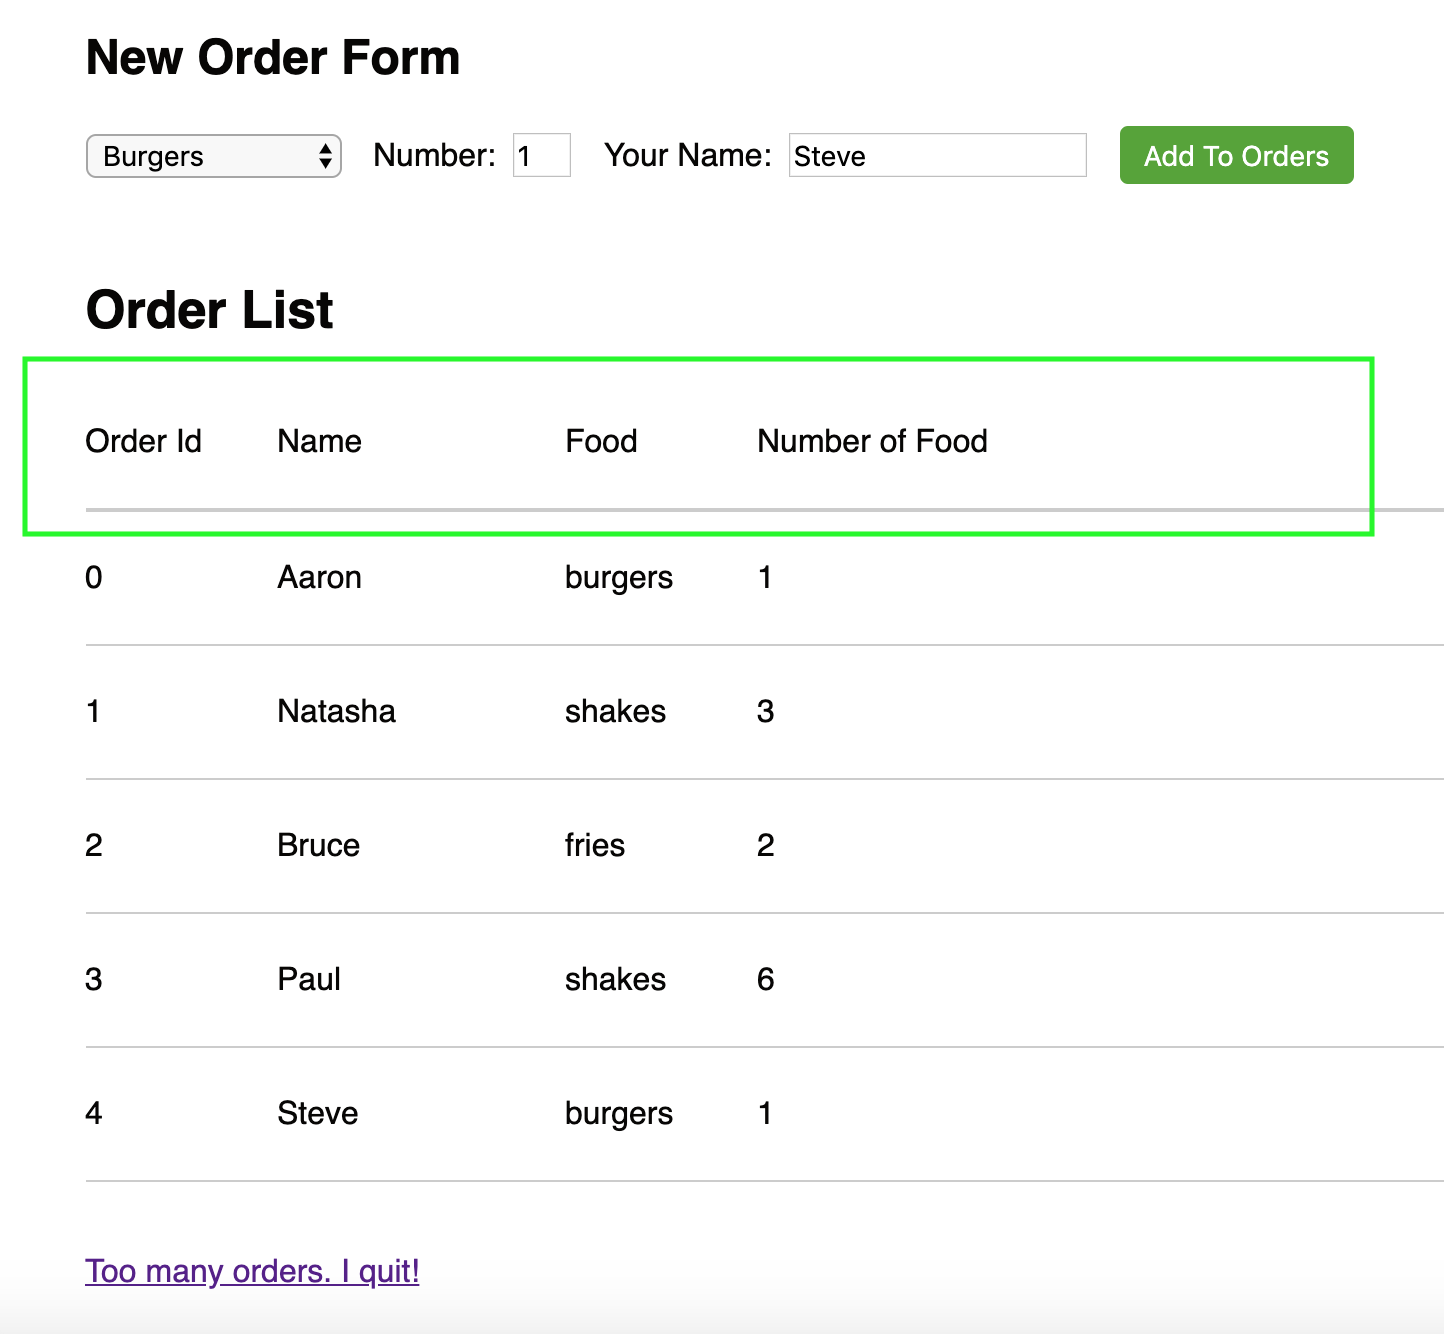 New Order Form
Burgers Number: 1 Your Name: Steve Add To Orders
Order List
Order Id Name Food Number of Food
0 Aaron burgers 1
1 Natasha shakes 3
2 Bruce fries 2
3 Paul shakes 6
4 Steve burgers 1
Too many orders. I quit!